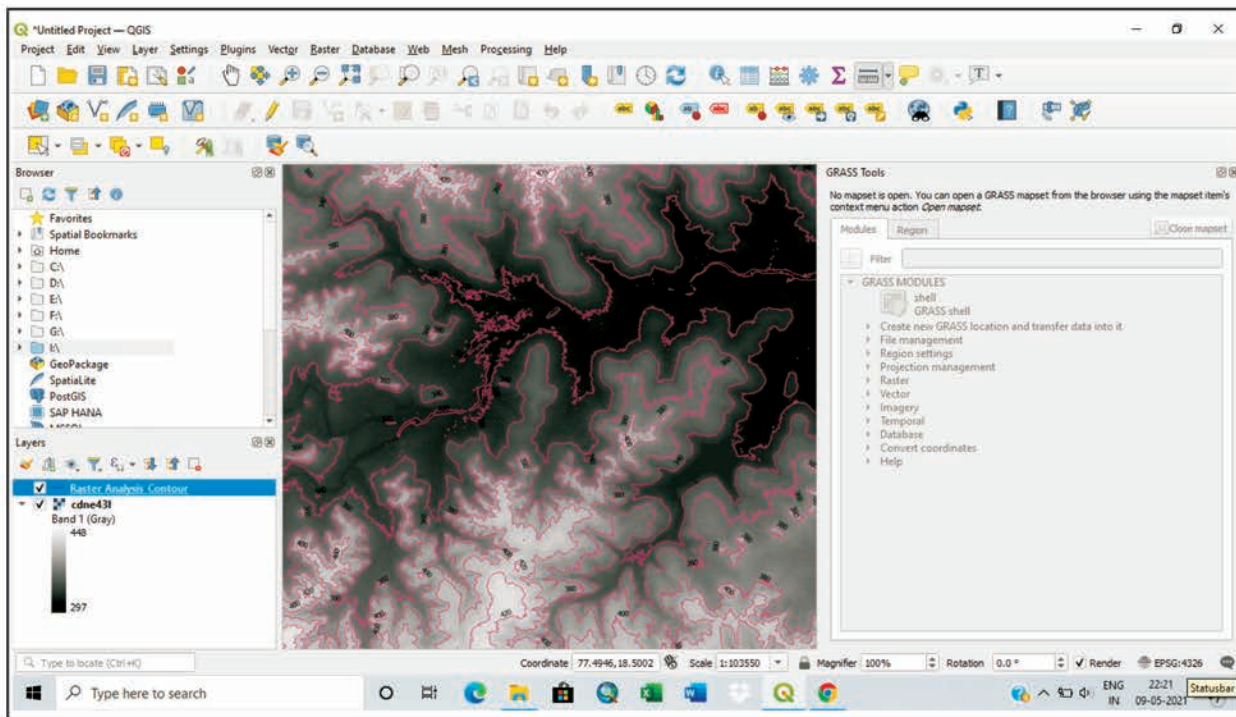 *Untitled Project — QGIS
Project Edit View Layer Settings Plugins Vector Raster Database Web Mesh Processing Help
Browser
Favorites
Spatial Bookmarks
Home
C:\
D:\
E:\
F:\
G:\
I:\
GeoPackage
SpatiaLite
PostGIS
SAP HANA
MSSQL
Layers
Raster Analysis Contour
cdne43l
Band 1 (Gray)
448
297
GRASS Tools
No mapset is open. You can open a GRASS mapset from the browser using the mapset item's
context menu action Open mapset.
Modules Region Close mapset
Filter
GRASS MODULES
shell
GRASS shell
Create new GRASS location and transfer data into it
File management
Region settings
Projection management
Raster
Vector
Imagery
Temporal
Database
Convert coordinates
Help
Type to locate (Ctrl+K) Coordinate 77.4946,18.5002 Scale 1:103550 Magnifier 100% Rotation 0.0 ° Render EPSG:4326
Type here to search
ENG
IN
22:21
09-05-2021
Statusbar